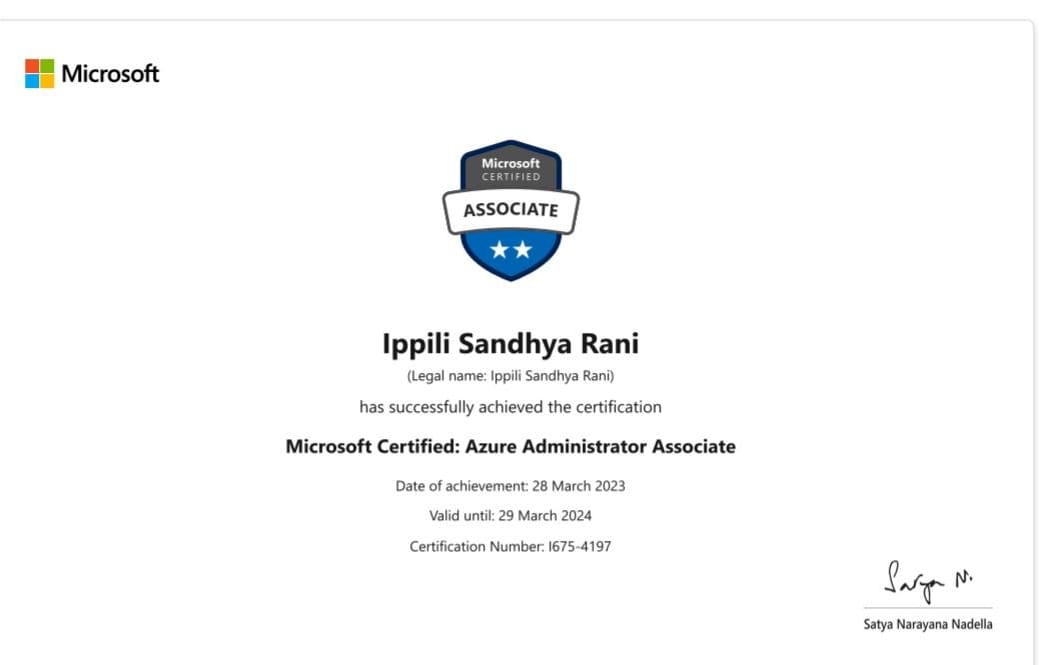 Microsoft
Microsoft
CERTIFIED
ASSOCIATE
Ippili Sandhya Rani
(Legal name: Ippili Sandhya Rani)
has successfully achieved the certification
Microsoft Certified: Azure Administrator Associate
Date of achievement: 28 March 2023
Valid until: 29 March 2024
Certification Number: I675-4197
Satya N.
Satya Narayana Nadella